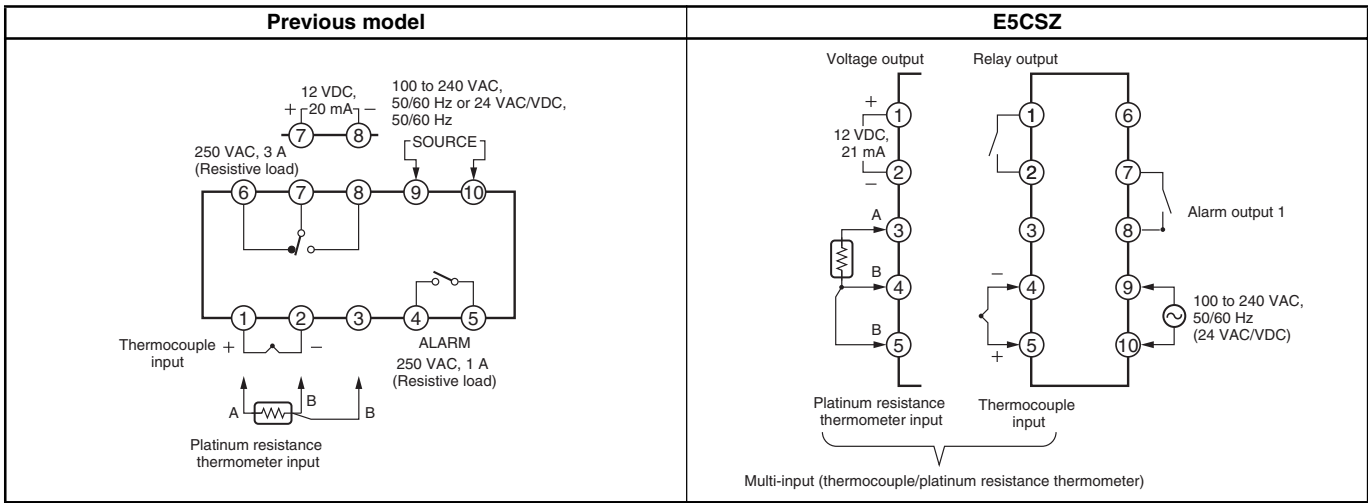 Previous model
E5CSZ
12 VDC,
+ 20 mA −
7 8
100 to 240 VAC,
50/60 Hz or 24 VAC/VDC,
50/60 Hz
SOURCE
250 VAC, 3 A
(Resistive load)
6 7 8 9 10
1 2 3 4 5
Thermocouple
input
+ −
ALARM
250 VAC, 1 A
(Resistive load)
A B B
Platinum resistance
thermometer input
Voltage output
+
1
12 VDC,
21 mA
2
−
A
3
B
4
B
5
Platinum resistance
thermometer input
Relay output
1
2
3
−
4
5
+
Thermocouple
input
6
7
8
Alarm output 1
9
10
100 to 240 VAC,
50/60 Hz
(24 VAC/VDC)
Multi-input (thermocouple/platinum resistance thermometer)